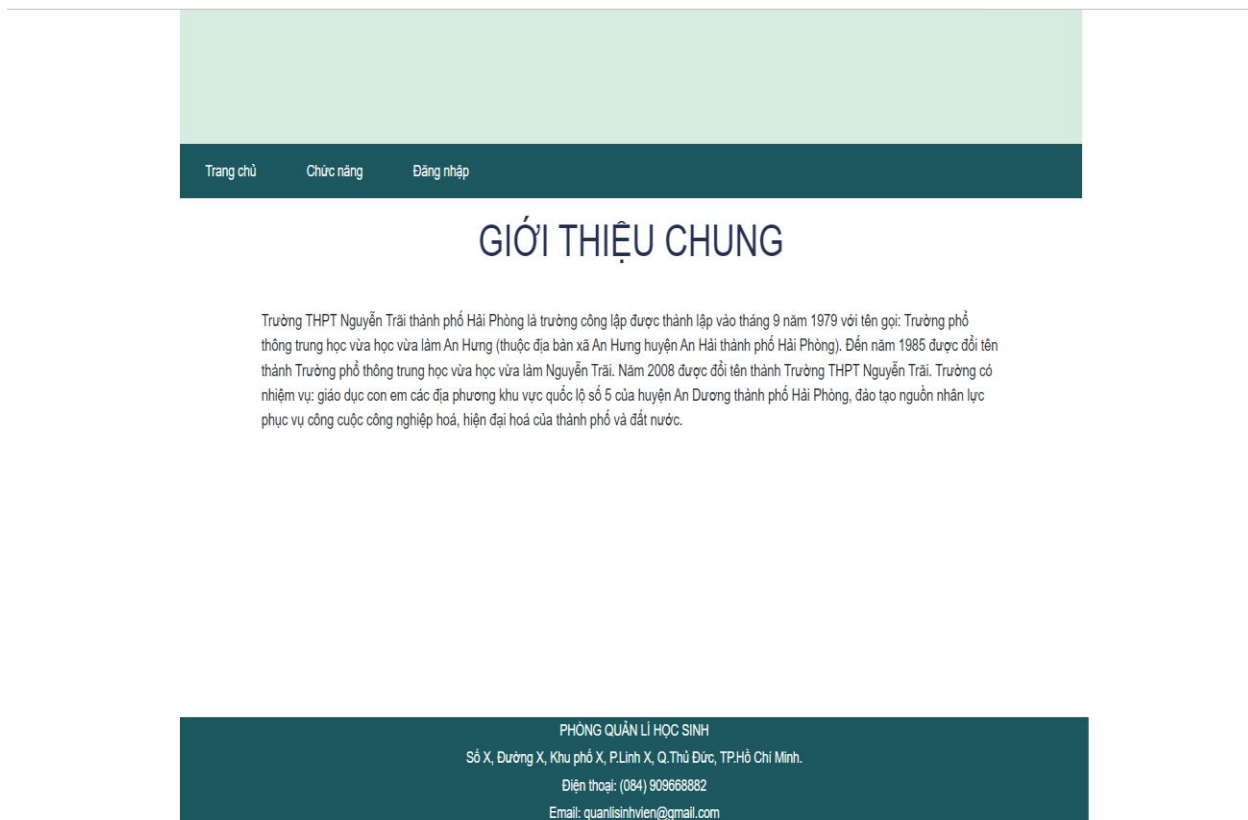 Trang chủ Chức năng Đăng nhập
GIỚI THIỆU CHUNG
Trường THPT Nguyễn Trãi thành phố Hải Phòng là trường công lập được thành lập vào tháng 9 năm 1979 với tên gọi: Trường phổ
thông trung học vừa học vừa làm An Hưng (thuộc địa bàn xã An Hưng huyện An Hải thành phố Hải Phòng). Đến năm 1985 được đổi tên
thành Trường phổ thông trung học vừa học vừa làm Nguyễn Trãi. Năm 2008 được đổi tên thành Trường THPT Nguyễn Trãi. Trường có
nhiệm vụ: giáo dục con em các địa phương khu vực quốc lộ số 5 của huyện An Dương thành phố Hải Phòng, đào tạo nguồn nhân lực
phục vụ công cuộc công nghiệp hoá, hiện đại hoá của thành phố và đất nước.
PHÒNG QUẢN LÍ HỌC SINH
Số X, Đường X, Khu phố X, P.Linh X, Q.Thủ Đức, TP.Hồ Chí Minh.
Điện thoại: (084) 909668882
Email: quanlisinhvien@gmail.com